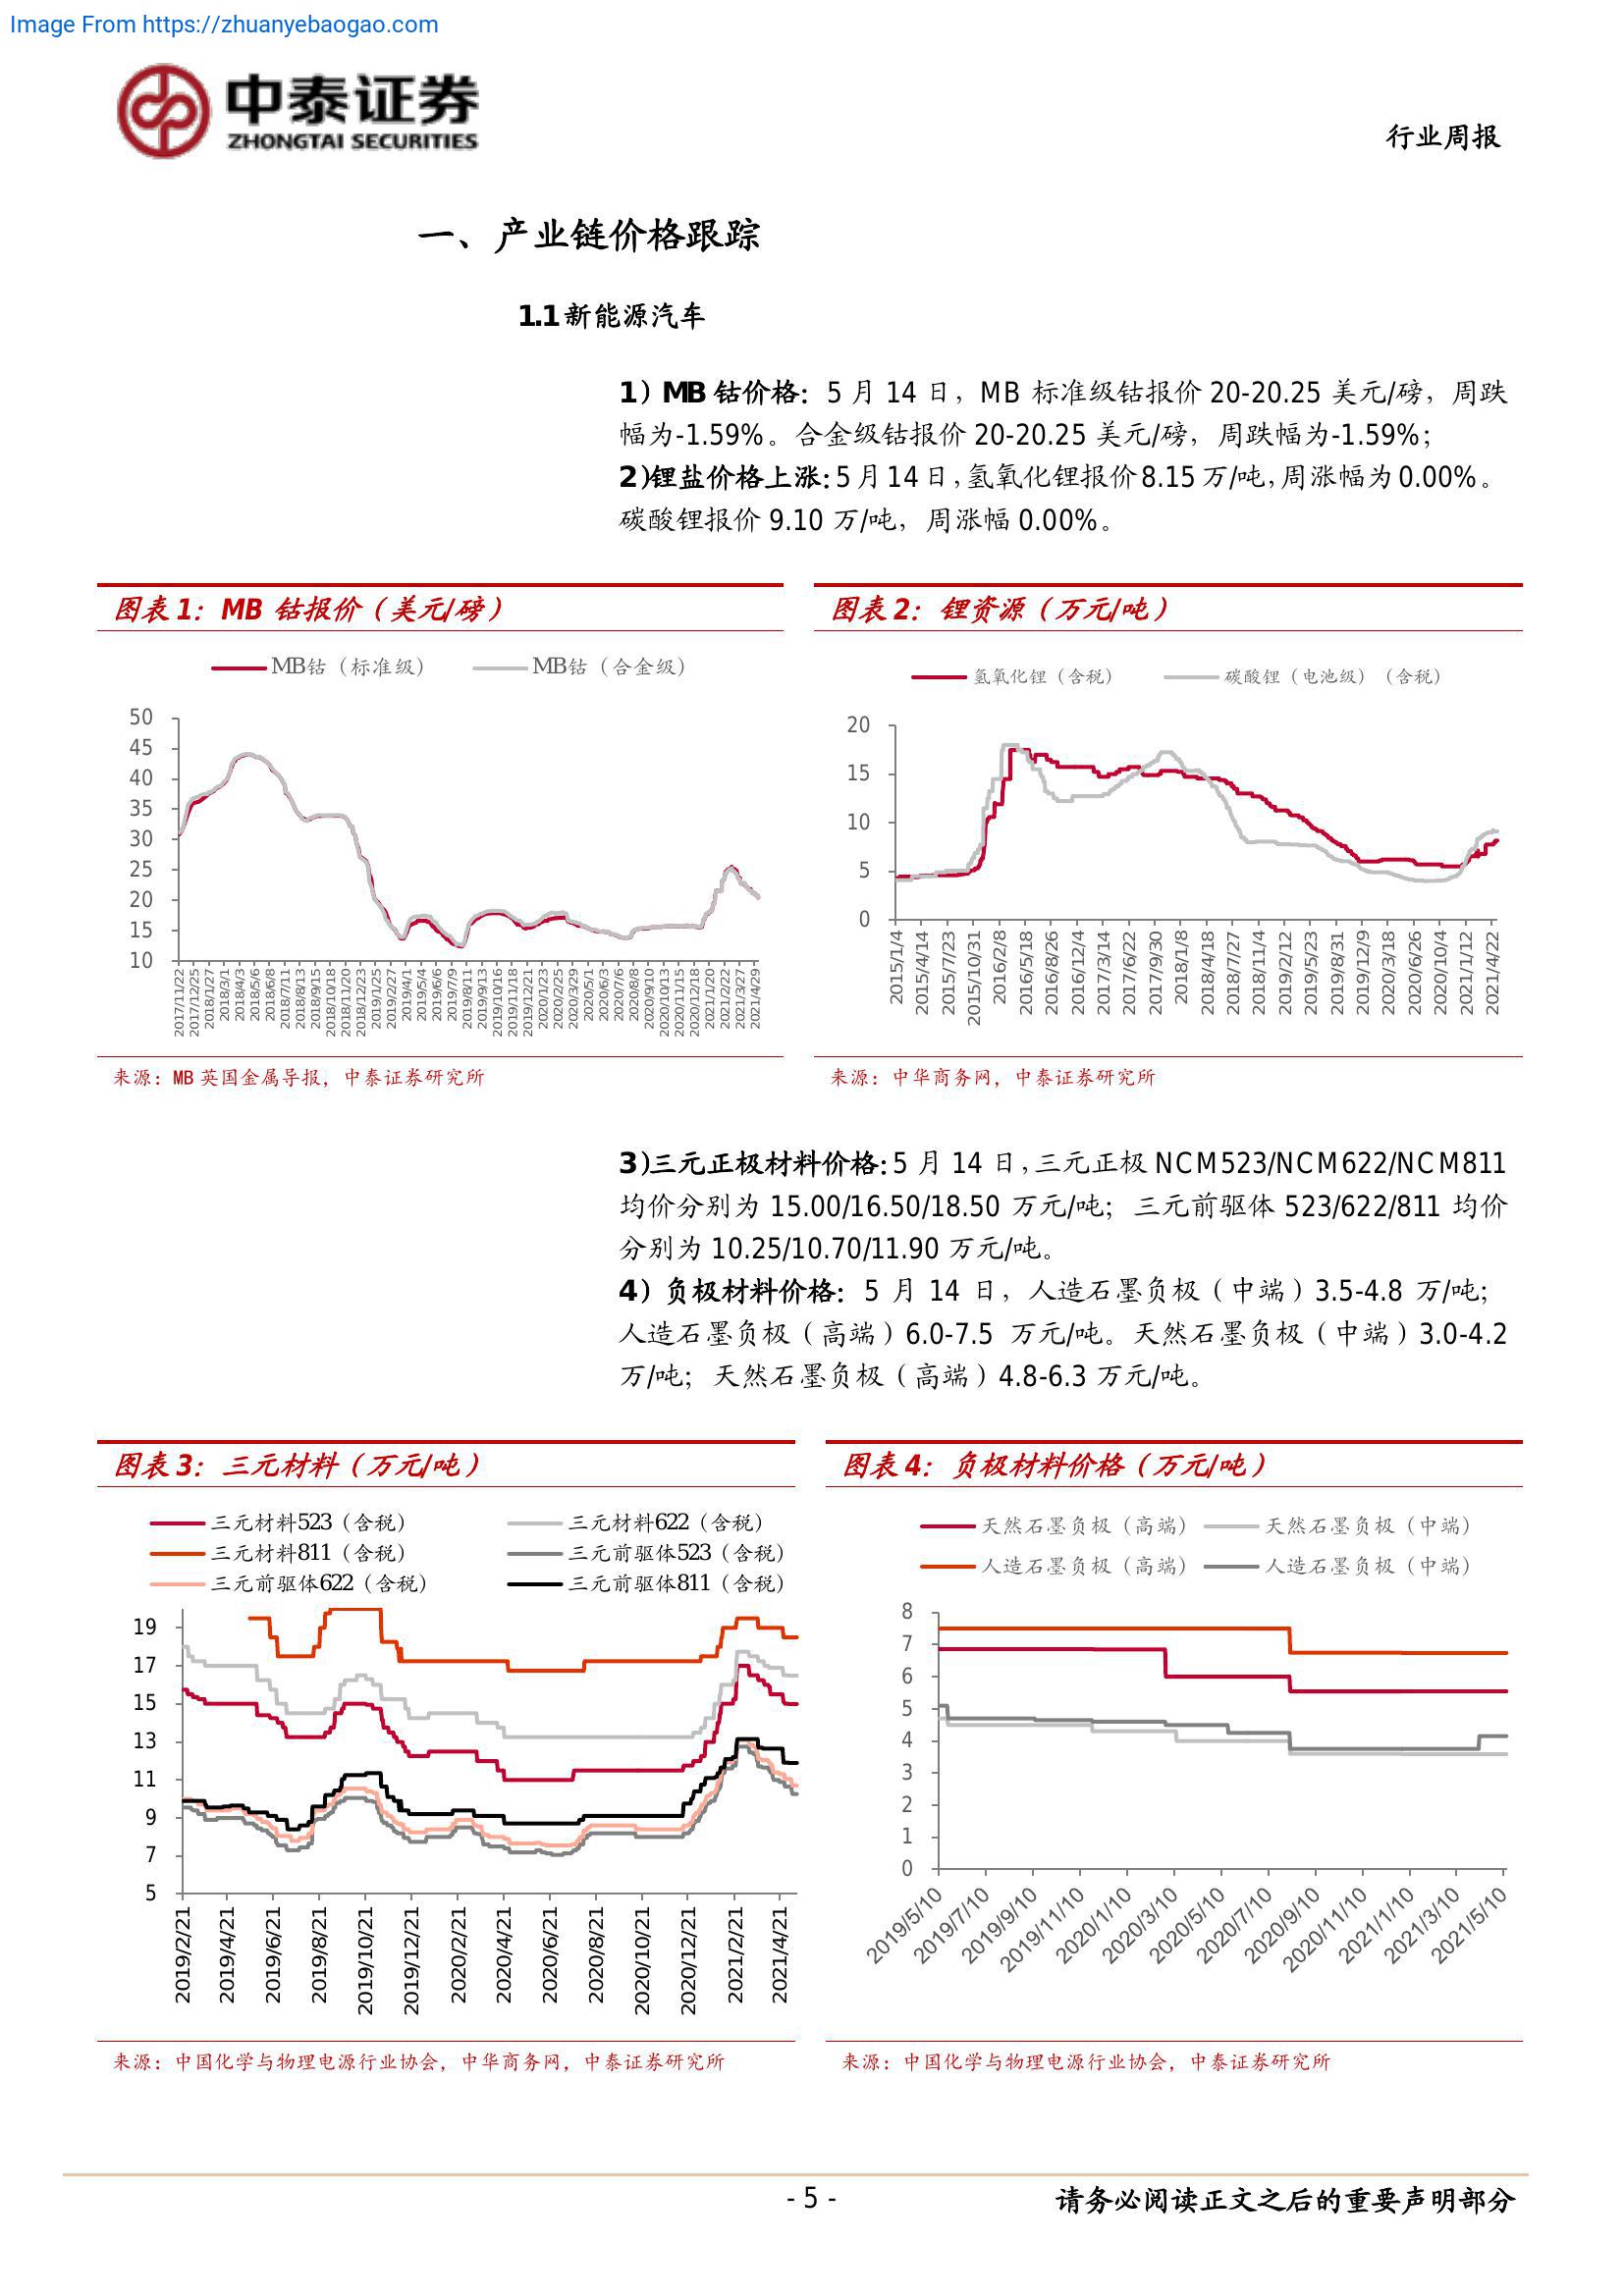 Image From https://zhuanyebaogao.com
中泰证券
ZHONGTAI SECURITIES
行业周报
一、产业链价格跟踪
1.1 新能源汽车
1）MB 钴价格：5 月 14 日，MB 标准级钴报价 20-20.25 美元/磅，周跌
幅为-1.59%。合金级钴报价 20-20.25 美元/磅，周跌幅为-1.59%；
2)锂盐价格上涨：5 月 14 日，氢氧化锂报价 8.15 万/吨，周涨幅为 0.00%。
碳酸锂报价 9.10 万/吨，周涨幅 0.00%。
图表 1：MB 钴报价（美元/磅）
MB钴（标准级） MB钴（合金级）
50
45
40
35
30
25
20
15
10
2017/11/22 2017/12/25 2018/1/27 2018/3/1 2018/4/3 2018/5/6 2018/6/8 2018/7/11 2018/8/13 2018/9/15 2018/10/18 2018/11/20 2018/12/23 2019/1/25 2019/2/27 2019/4/1 2019/5/4 2019/6/6 2019/7/9 2019/8/11 2019/9/13 2019/10/16 2019/11/18 2019/12/21 2020/1/23 2020/2/25 2020/3/29 2020/5/1 2020/6/3 2020/7/6 2020/8/8 2020/9/10 2020/10/13 2020/11/15 2020/12/18 2021/1/20 2021/2/22 2021/3/27 2021/4/29
来源：MB 英国金属导报，中泰证券研究所
图表 2：锂资源（万元/吨）
氢氧化锂（含税） 碳酸锂（电池级）（含税）
20
15
10
5
0
2015/1/4 2015/4/14 2015/7/23 2015/10/31 2016/2/8 2016/5/18 2016/8/26 2016/12/4 2017/3/14 2017/6/22 2017/9/30 2018/1/8 2018/4/18 2018/7/27 2018/11/4 2019/2/12 2019/5/23 2019/8/31 2019/12/9 2020/3/18 2020/6/26 2020/10/4 2021/1/12 2021/4/22
来源：中华商务网，中泰证券研究所
3)三元正极材料价格：5 月 14 日，三元正极 NCM523/NCM622/NCM811
均价分别为 15.00/16.50/18.50 万元/吨；三元前驱体 523/622/811 均价
分别为 10.25/10.70/11.90 万元/吨。
4）负极材料价格：5 月 14 日，人造石墨负极（中端）3.5-4.8 万/吨；
人造石墨负极（高端）6.0-7.5 万元/吨。天然石墨负极（中端）3.0-4.2
万/吨；天然石墨负极（高端）4.8-6.3 万元/吨。
图表 3：三元材料（万元/吨）
三元材料523（含税） 三元材料622（含税）
三元材料811（含税） 三元前驱体523（含税）
三元前驱体622（含税） 三元前驱体811（含税）
19
17
15
13
11
9
7
5
2019/2/21 2019/4/21 2019/6/21 2019/8/21 2019/10/21 2019/12/21 2020/2/21 2020/4/21 2020/6/21 2020/8/21 2020/10/21 2020/12/21 2021/2/21 2021/4/21
来源：中国化学与物理电源行业协会，中华商务网，中泰证券研究所
图表 4：负极材料价格（万元/吨）
天然石墨负极（高端） 天然石墨负极（中端）
人造石墨负极（高端） 人造石墨负极（中端）
8
7
6
5
4
3
2
1
0
2019/5/10 2019/7/10 2019/9/10 2019/11/10 2020/1/10 2020/3/10 2020/5/10 2020/7/10 2020/9/10 2020/11/10 2021/1/10 2021/3/10 2021/5/10
来源：中国化学与物理电源行业协会，中泰证券研究所
- 5 -
请务必阅读正文之后的重要声明部分